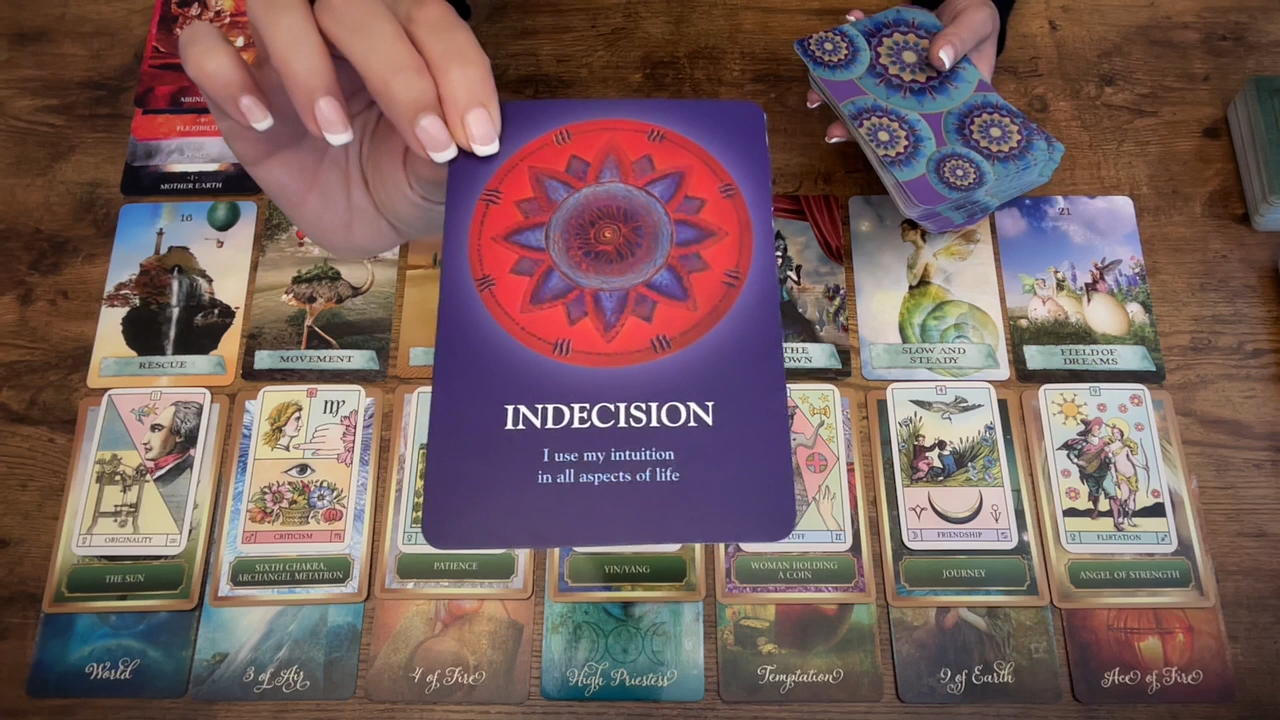 MOTHER EARTH
INDECISION
I use my intuition
in all aspects of life
16
RESCUE
MOVEMENT
THE
SLOW AND
STEADY
21
FIELD OF
DREAMS
ORIGINALITY
THE SUN
6
CRITICISM
SIXTH CHAKRA,
ARCHANGEL METATRON
PATIENCE
YIN/YANG
WOMAN HOLDING
A COIN
4
FRIENDSHIP
JOURNEY
9
FLIRTATION
ANGEL OF STRENGTH
World
3 of Air
4 of Fire
High Priestess
Temptation
9 of Earth
Ace of Fire